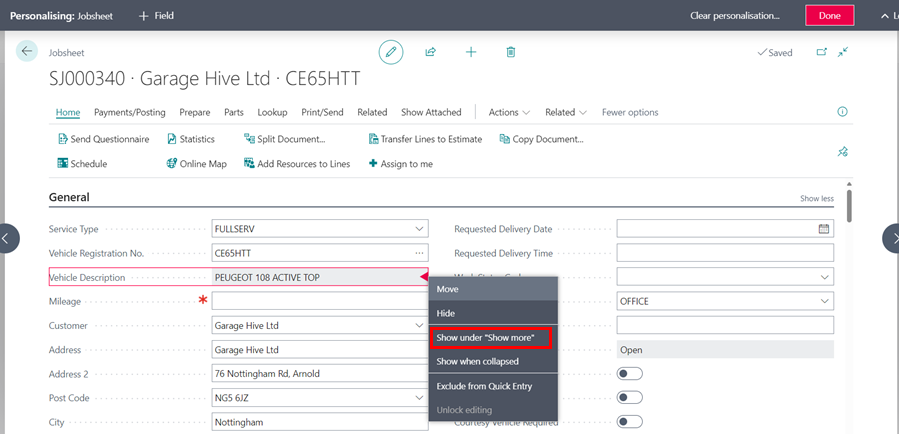 Personalising: Jobsheet + Field Clear personalisation... Done
Jobsheet Saved
SJ000340 · Garage Hive Ltd · CE65HTT
Home Payments/Posting Prepare Parts Lookup Print/Send Related Show Attached Actions Related Fewer options
Send Questionnaire Statistics Split Document... Transfer Lines to Estimate Copy Document...
Schedule Online Map Add Resources to Lines Assign to me
General Show less
Service Type FULLSERV Requested Delivery Date
Vehicle Registration No. CE65HTT ... Requested Delivery Time
Vehicle Description PEUGEOT 108 ACTIVE TOP
Move
Mileage * OFFICE
Hide
Customer Garage Hive Ltd
Show under "Show more"
Address Garage Hive Ltd Open
Show when collapsed
Address 2 76 Nottingham Rd, Arnold
Exclude from Quick Entry
Post Code NG5 6JZ
Unlock editing
City Nottingham Courtesy Vehicle Required